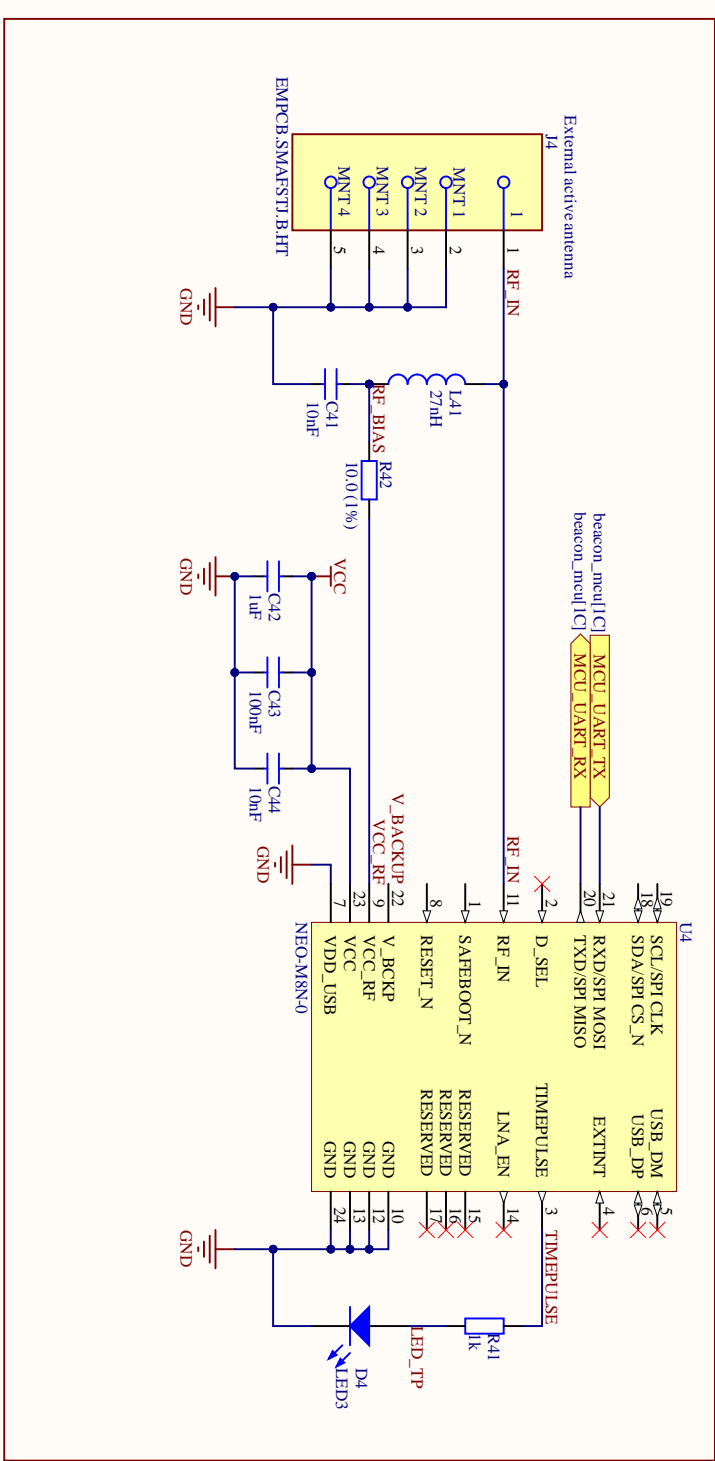 External active antenna
J4
1
MNT 1
MNT 2
MNT 3
MNT 4
1
2
3
4
5
EMPCB.SMAFSTJ.B.HT
RF_IN
GND
L41
27nH
C41
10nF
RF_BIAS
R42
10.0 (1%)
beacon_mcu[1C]
beacon_mcu[1C]
MCU_UART_TX
MCU_UART_RX
VCC
C42
1uF
C43
100nF
C44
10nF
GND
GND
V_BACKUP
VCC_RF
RF_IN
U4
19
18
21
20
2
11
1
8
22
9
23
7
SCL/SPI CLK
SDA/SPI CS_N
RXD/SPI MOSI
TXD/SPI MISO
D_SEL
RF_IN
SAFEBOOT_N
RESET_N
V_BCKP
VCC_RF
VCC
VDD_USB
USB_DM
USB_DP
EXTINT
TIMEPULSE
LNA_EN
RESERVED
RESERVED
RESERVED
GND
GND
GND
GND
5
6
4
3
14
15
16
17
10
12
13
24
NEO-M8N-0
TIMEPULSE
R41
1k
LED_TP
D4
LED3
GND